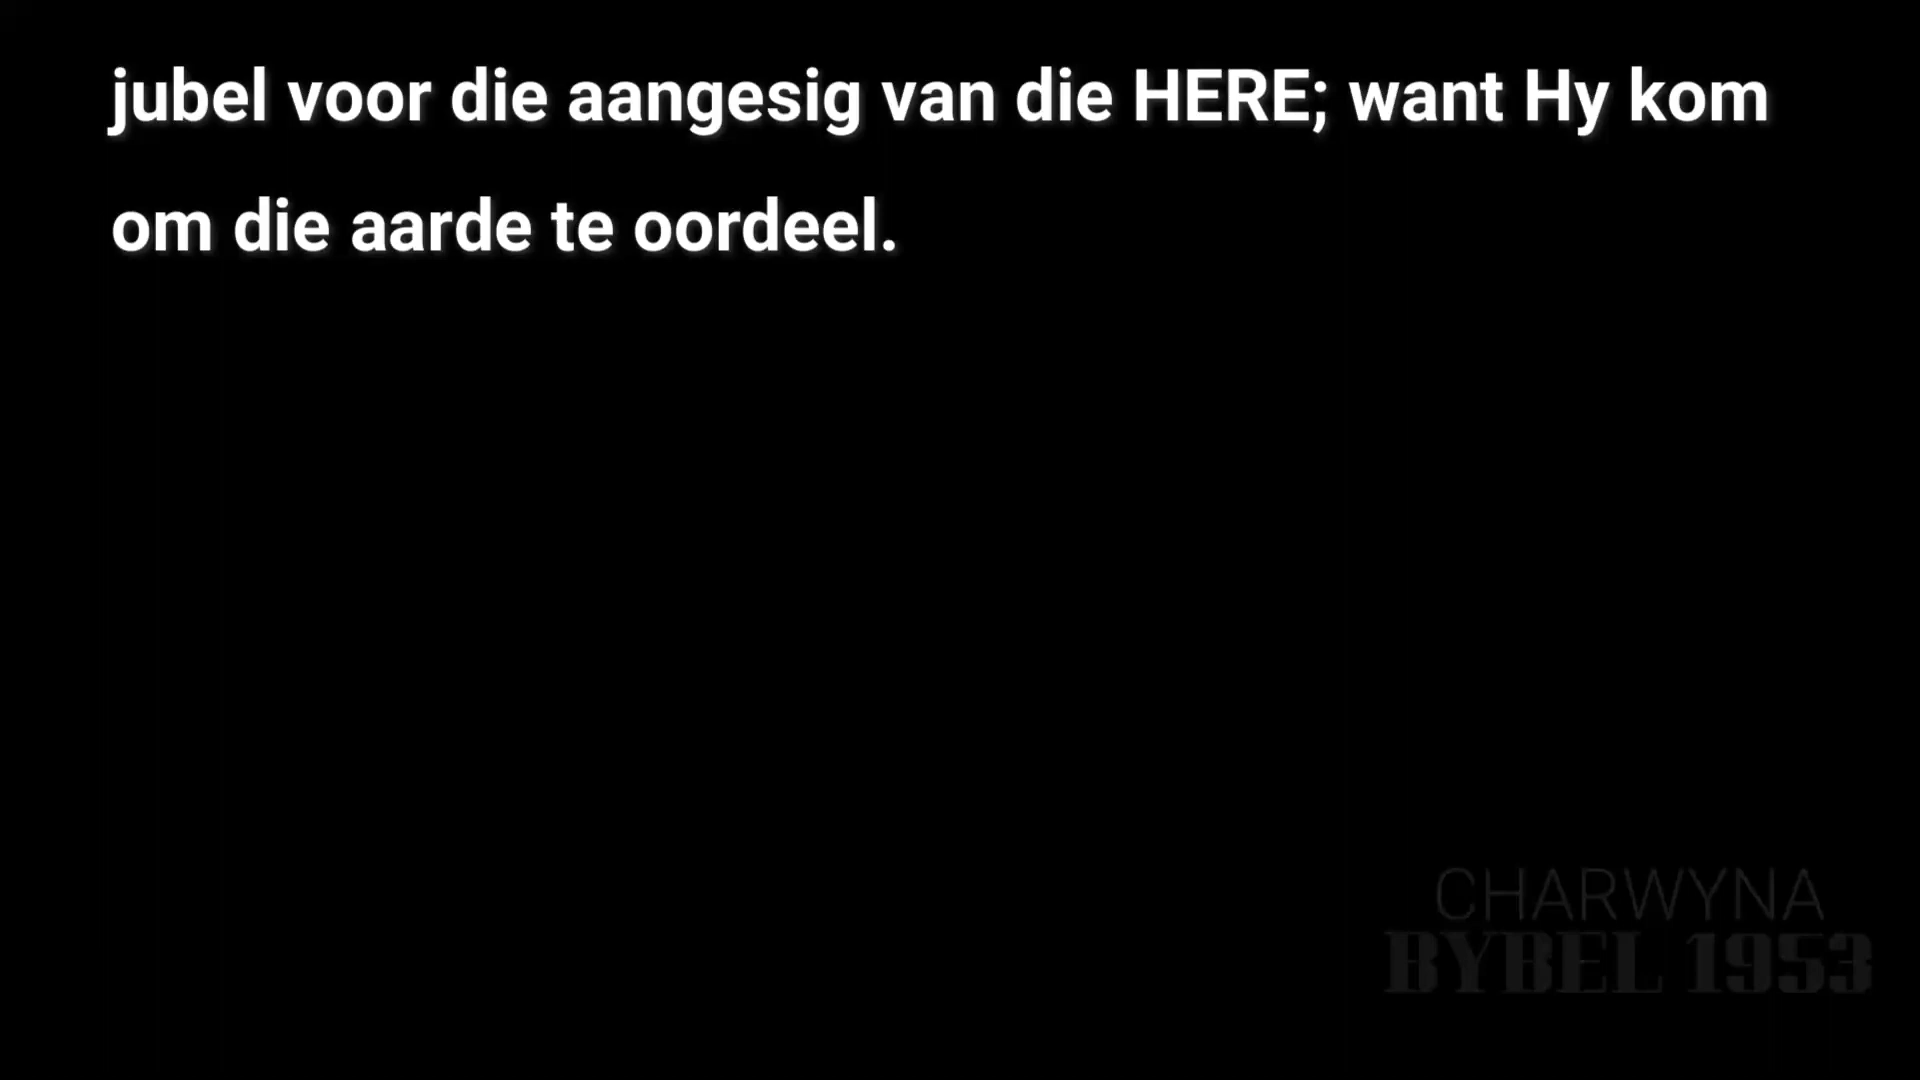 jubel voor die aangesig van die HERE; want Hy kom
om die aarde te oordeel.
CHARWYNA
BYBEL 1953